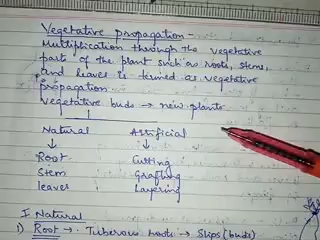 Vegetative propagation -
Multiplication through the vegetative
parts of the plant such as roots, stems,
and leaves is termed as vegetative
propagation
Vegetative buds → new plants
Natural Artificial
↓ ↓
Root Cutting
Stem Grafting
leaves Layering
I Natural
1) Root → Tuberous roots → Slips (buds)